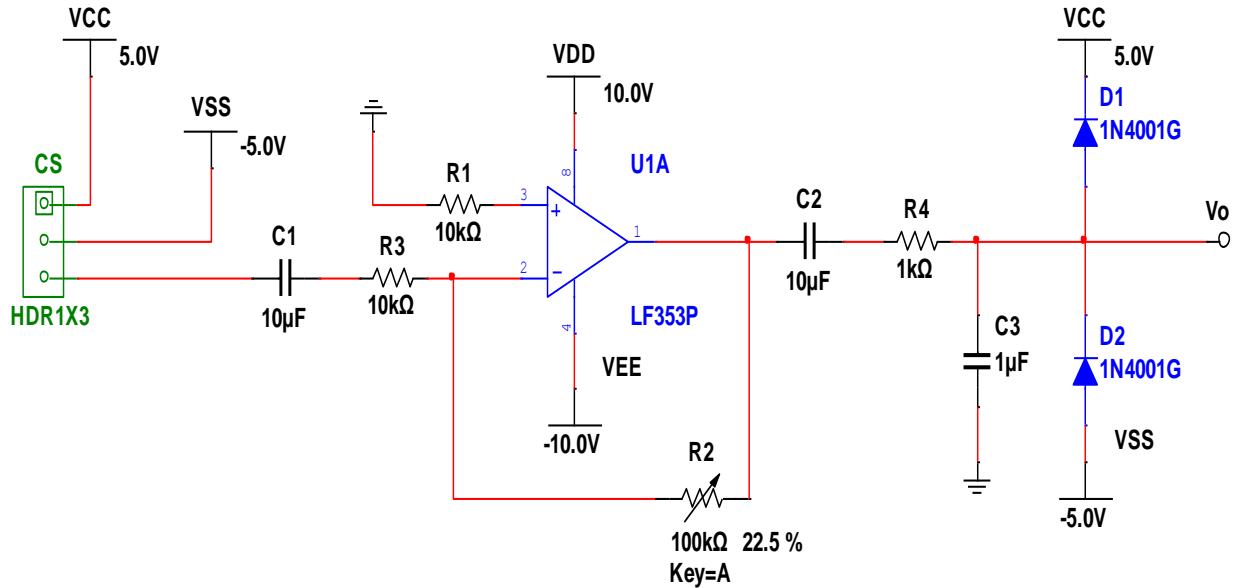 VCC
5.0V
VSS
-5.0V
CS
HDR1X3
C1
10µF
R3
10kΩ
R1
10kΩ
VDD
10.0V
U1A
8
3
+
2
−
1
4
LF353P
VEE
-10.0V
R2
100kΩ 22.5 %
Key=A
C2
10µF
R4
1kΩ
C3
1µF
VCC
5.0V
D1
1N4001G
Vo
D2
1N4001G
VSS
-5.0V